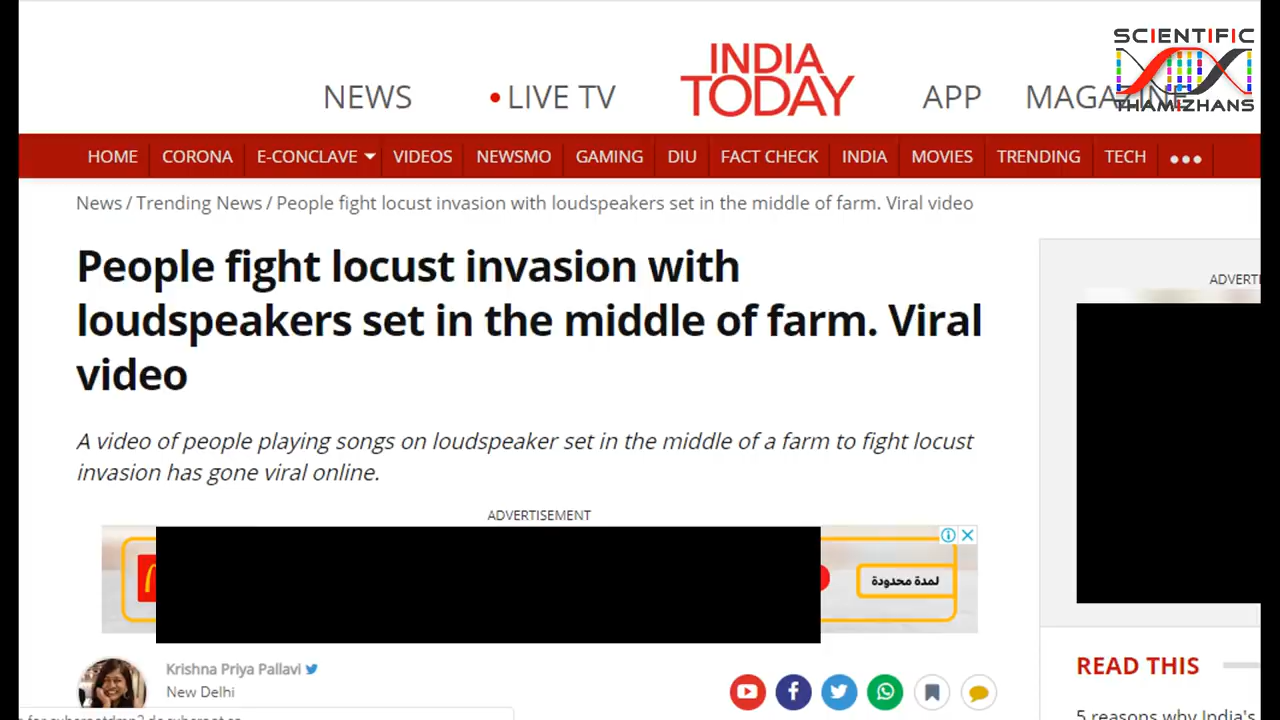 SCIENTIFIC
THAMIZHANS
INDIA
TODAY
NEWS
LIVE TV
APP
HOME
CORONA
E-CONCLAVE
VIDEOS
NEWSMO
GAMING
DIU
FACT CHECK
INDIA
MOVIES
TRENDING
TECH
News / Trending News / People fight locust invasion with loudspeakers set in the middle of farm. Viral video
People fight locust invasion with
loudspeakers set in the middle of farm. Viral
video
A video of people playing songs on loudspeaker set in the middle of a farm to fight locust
invasion has gone viral online.
ADVERTISEMENT
لمدة محدودة
Krishna Priya Pallavi
New Delhi
READ THIS
5 reasons why India's